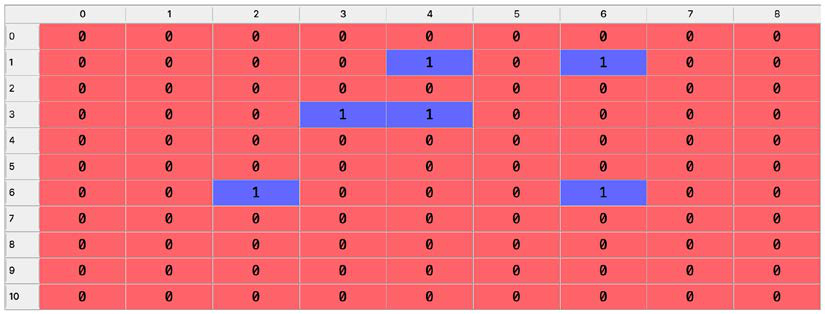 0 1 2 3 4 5 6 7 8
0 0 0 0 0 0 0 0 0 0
1 0 0 0 0 1 0 1 0 0
2 0 0 0 0 0 0 0 0 0
3 0 0 0 1 1 0 0 0 0
4 0 0 0 0 0 0 0 0 0
5 0 0 0 0 0 0 0 0 0
6 0 0 1 0 0 0 1 0 0
7 0 0 0 0 0 0 0 0 0
8 0 0 0 0 0 0 0 0 0
9 0 0 0 0 0 0 0 0 0
10 0 0 0 0 0 0 0 0 0